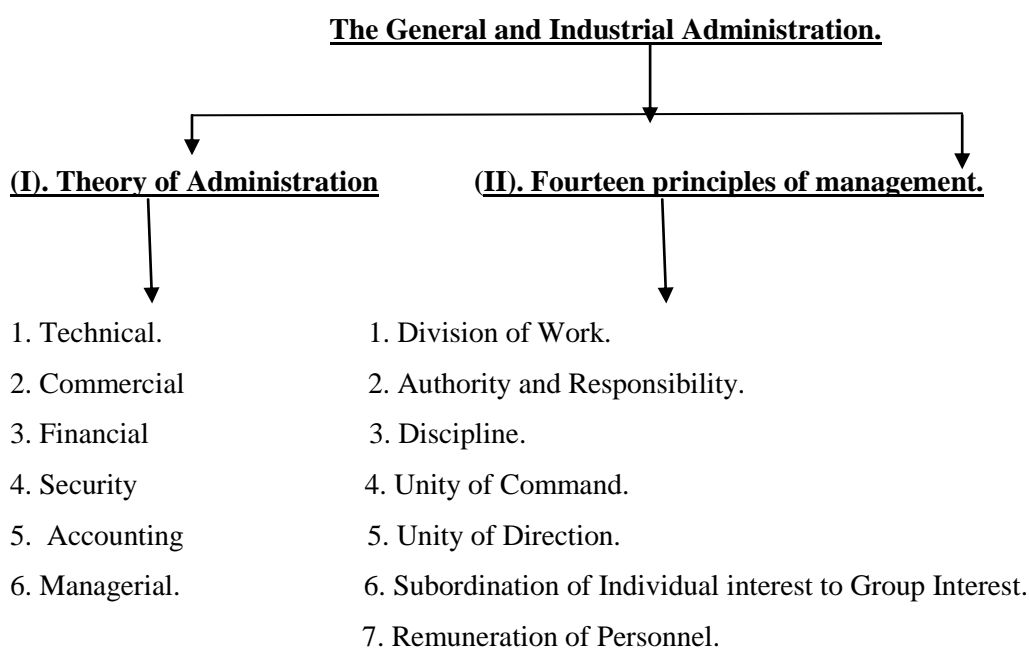 The General and Industrial Administration.
(I). Theory of Administration
(II). Fourteen principles of management.
1. Technical.
2. Commercial
3. Financial
4. Security
5. Accounting
6. Managerial.
1. Division of Work.
2. Authority and Responsibility.
3. Discipline.
4. Unity of Command.
5. Unity of Direction.
6. Subordination of Individual interest to Group Interest.
7. Remuneration of Personnel.